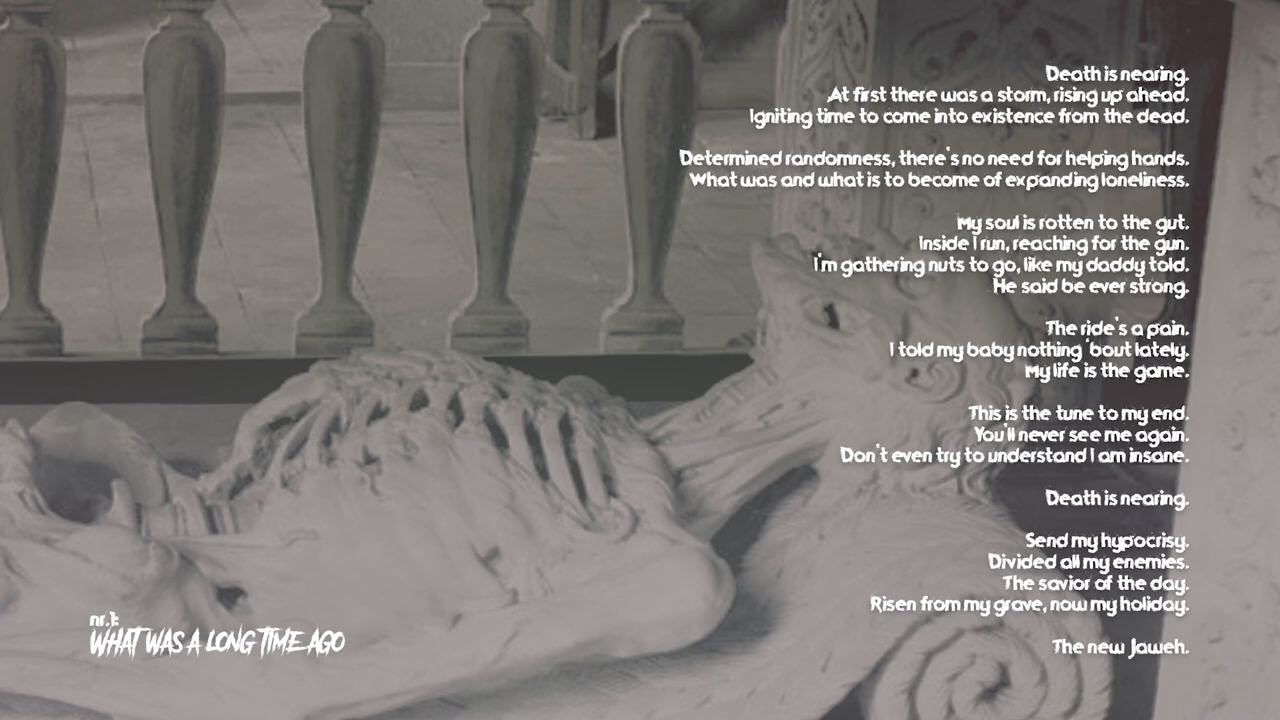 Death is nearing.
At first there was a storm, rising up ahead.
Igniting time to come into existence from the dead.
Determined randomness, there's no need for helping hands.
What was and what is to become of expanding loneliness.
My soul is rotten to the gut.
Inside I run, reaching for the gun.
I'm gathering nuts to go, like my daddy told.
He said be ever strong.
The ride's a pain.
I told my baby nothing 'bout lately.
My life is the game.
This is the tune to my end.
You'll never see me again.
Don't even try to understand I am insane.
Death is nearing.
Send my hypocrisy.
Divided all my enemies.
The savior of the day.
Risen from my grave, now my holiday.
The new Jaweh.
nr.1:
WHAT WAS A LONG TIME AGO